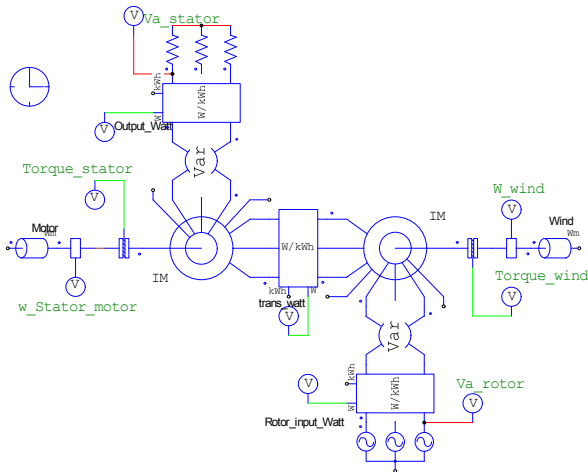 V
Va_stator
kWh
W
W/kWh
V
Output_Watt
Var
Torque_stator
V
W_wind
V
Motor
Wm
IM
W/kWh
IM
Wind
Wm
V
w_Stator_motor
kWh
W
trans_watt
V
Torque_wind
V
Var
kWh
W
W/kWh
V
Rotor_input_Watt
Va_rotor
V